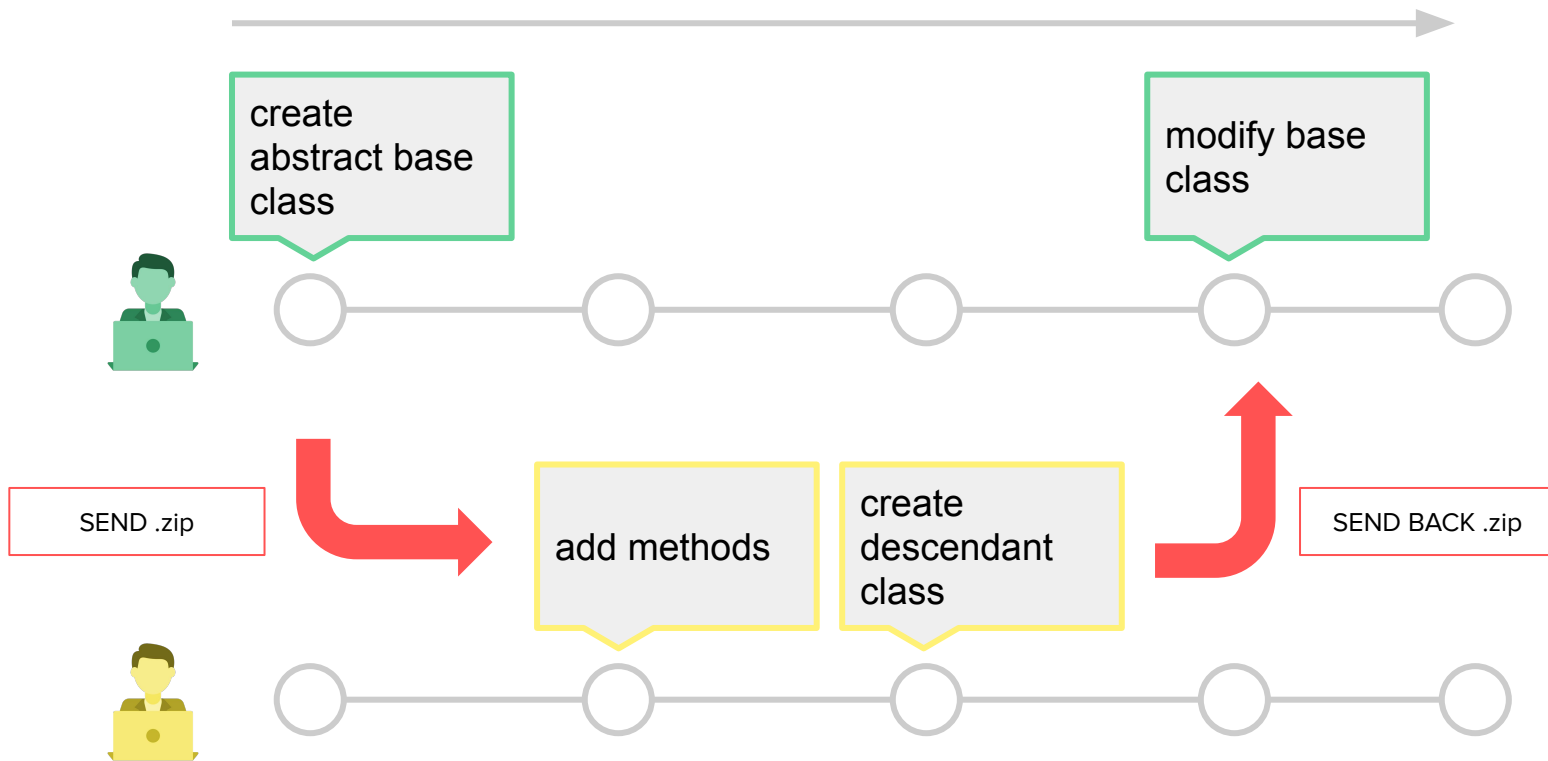 create
abstract base
class
modify base
class
SEND .zip
add methods
create
descendant
class
SEND BACK .zip